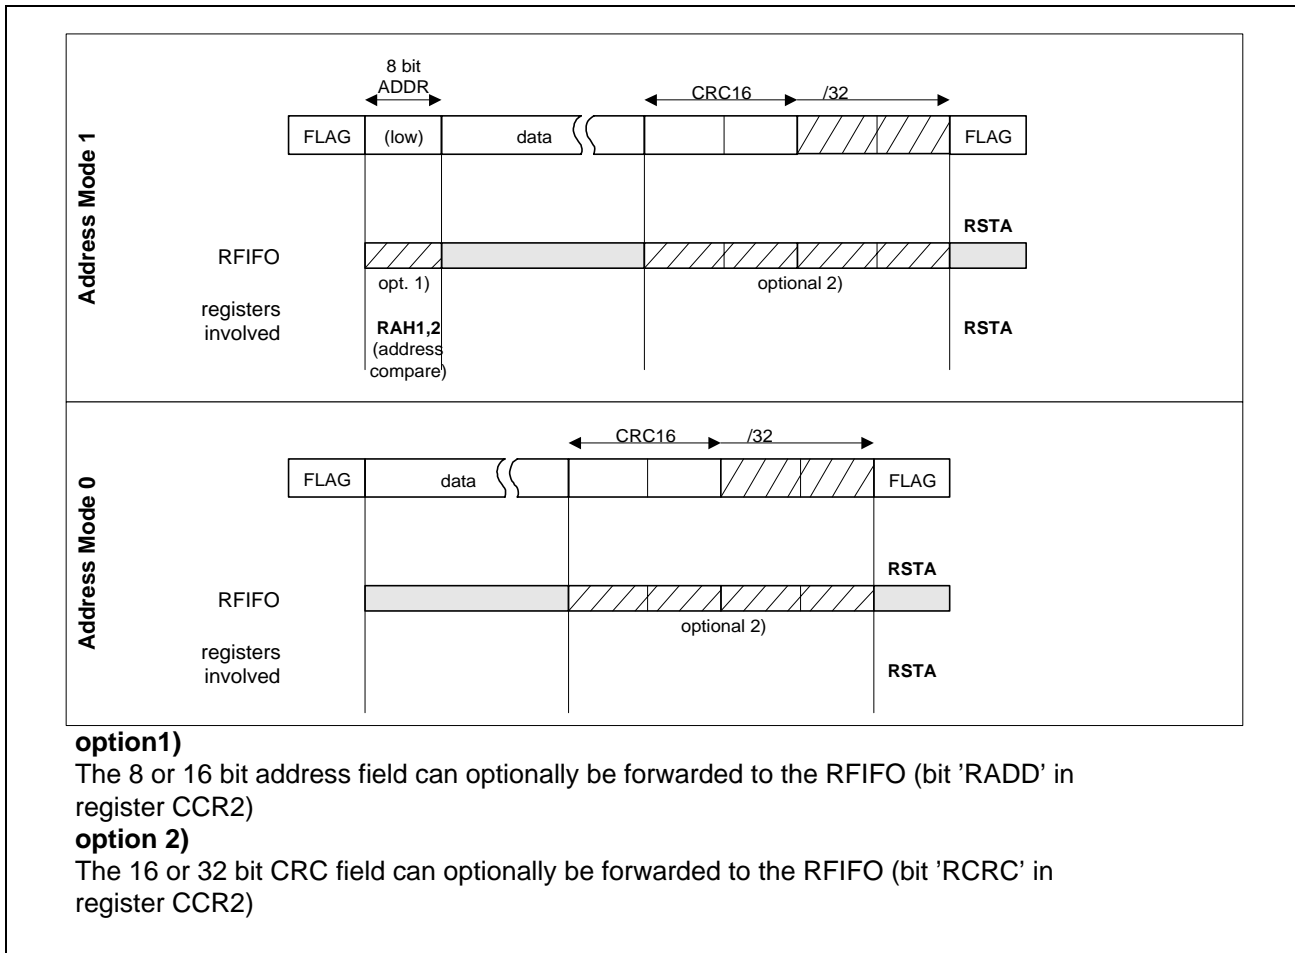 Address Mode 1
8 bit
ADDR
CRC16 /32
FLAG (low) data FLAG
RSTA
RFIFO
opt. 1) optional 2)
registers
involved
RAH1,2 RSTA
(address
compare)
Address Mode 0
CRC16 /32
FLAG data FLAG
RSTA
RFIFO
optional 2)
registers
involved
RSTA
option1)
The 8 or 16 bit address field can optionally be forwarded to the RFIFO (bit ’RADD’ in
register CCR2)
option 2)
The 16 or 32 bit CRC field can optionally be forwarded to the RFIFO (bit ’RCRC’ in
register CCR2)